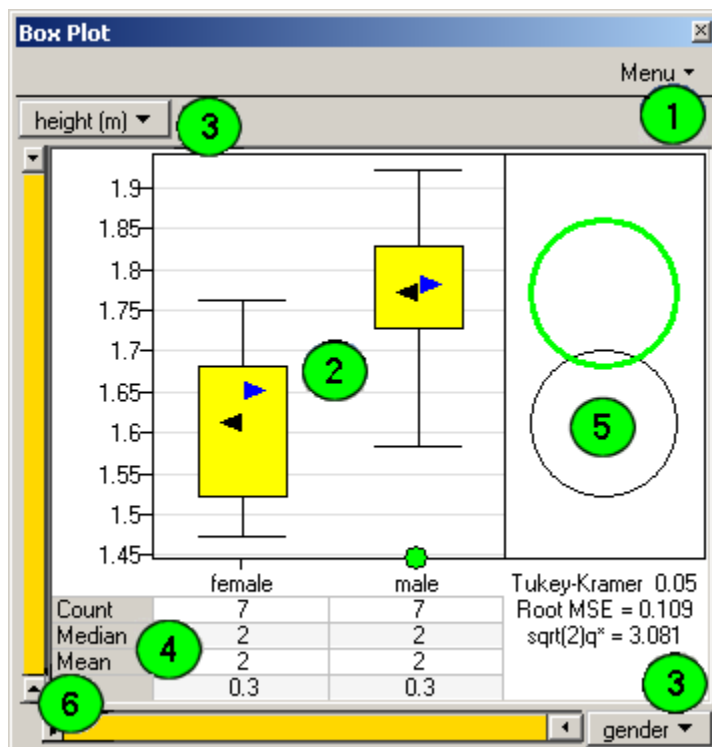 Box Plot
Menu
1
height (m)
3
1.9
1.85
1.8
1.75
1.7
1.65
1.6
1.55
1.5
1.45
2
5
female male Tukey-Kramer 0.05
Count 7 7 Root MSE = 0.109
Median 2 2 sqrt(2)q* = 3.081
4
Mean 2 2
0.3 0.3
3
6
gender